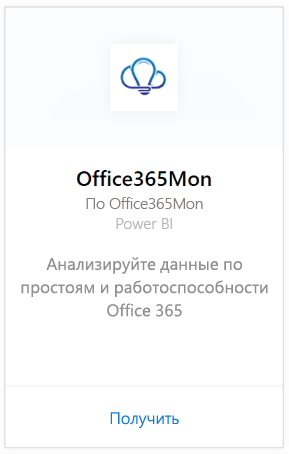 Office365Mon
По Office365Mon
Power BI
Анализируйте данные по
простоям и работоспособности
Office 365
Получить